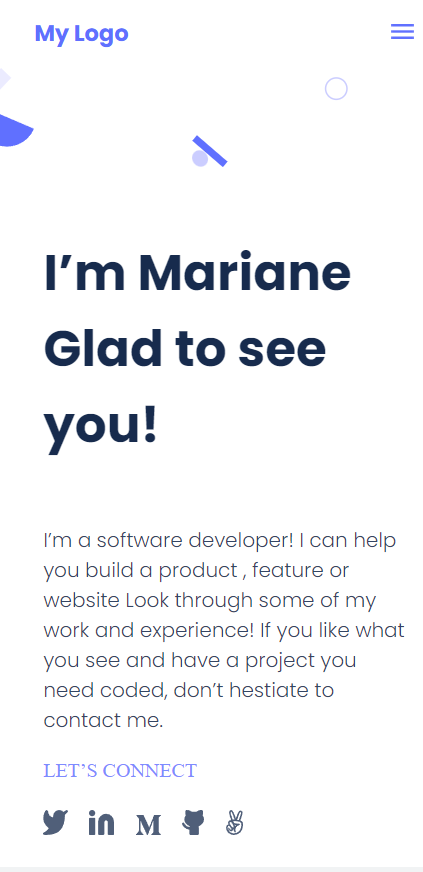 My Logo
I’m Mariane
Glad to see
you!
I’m a software developer! I can help
you build a product , feature or
website Look through some of my
work and experience! If you like what
you see and have a project you
need coded, don’t hestiate to
contact me.
LET’S CONNECT